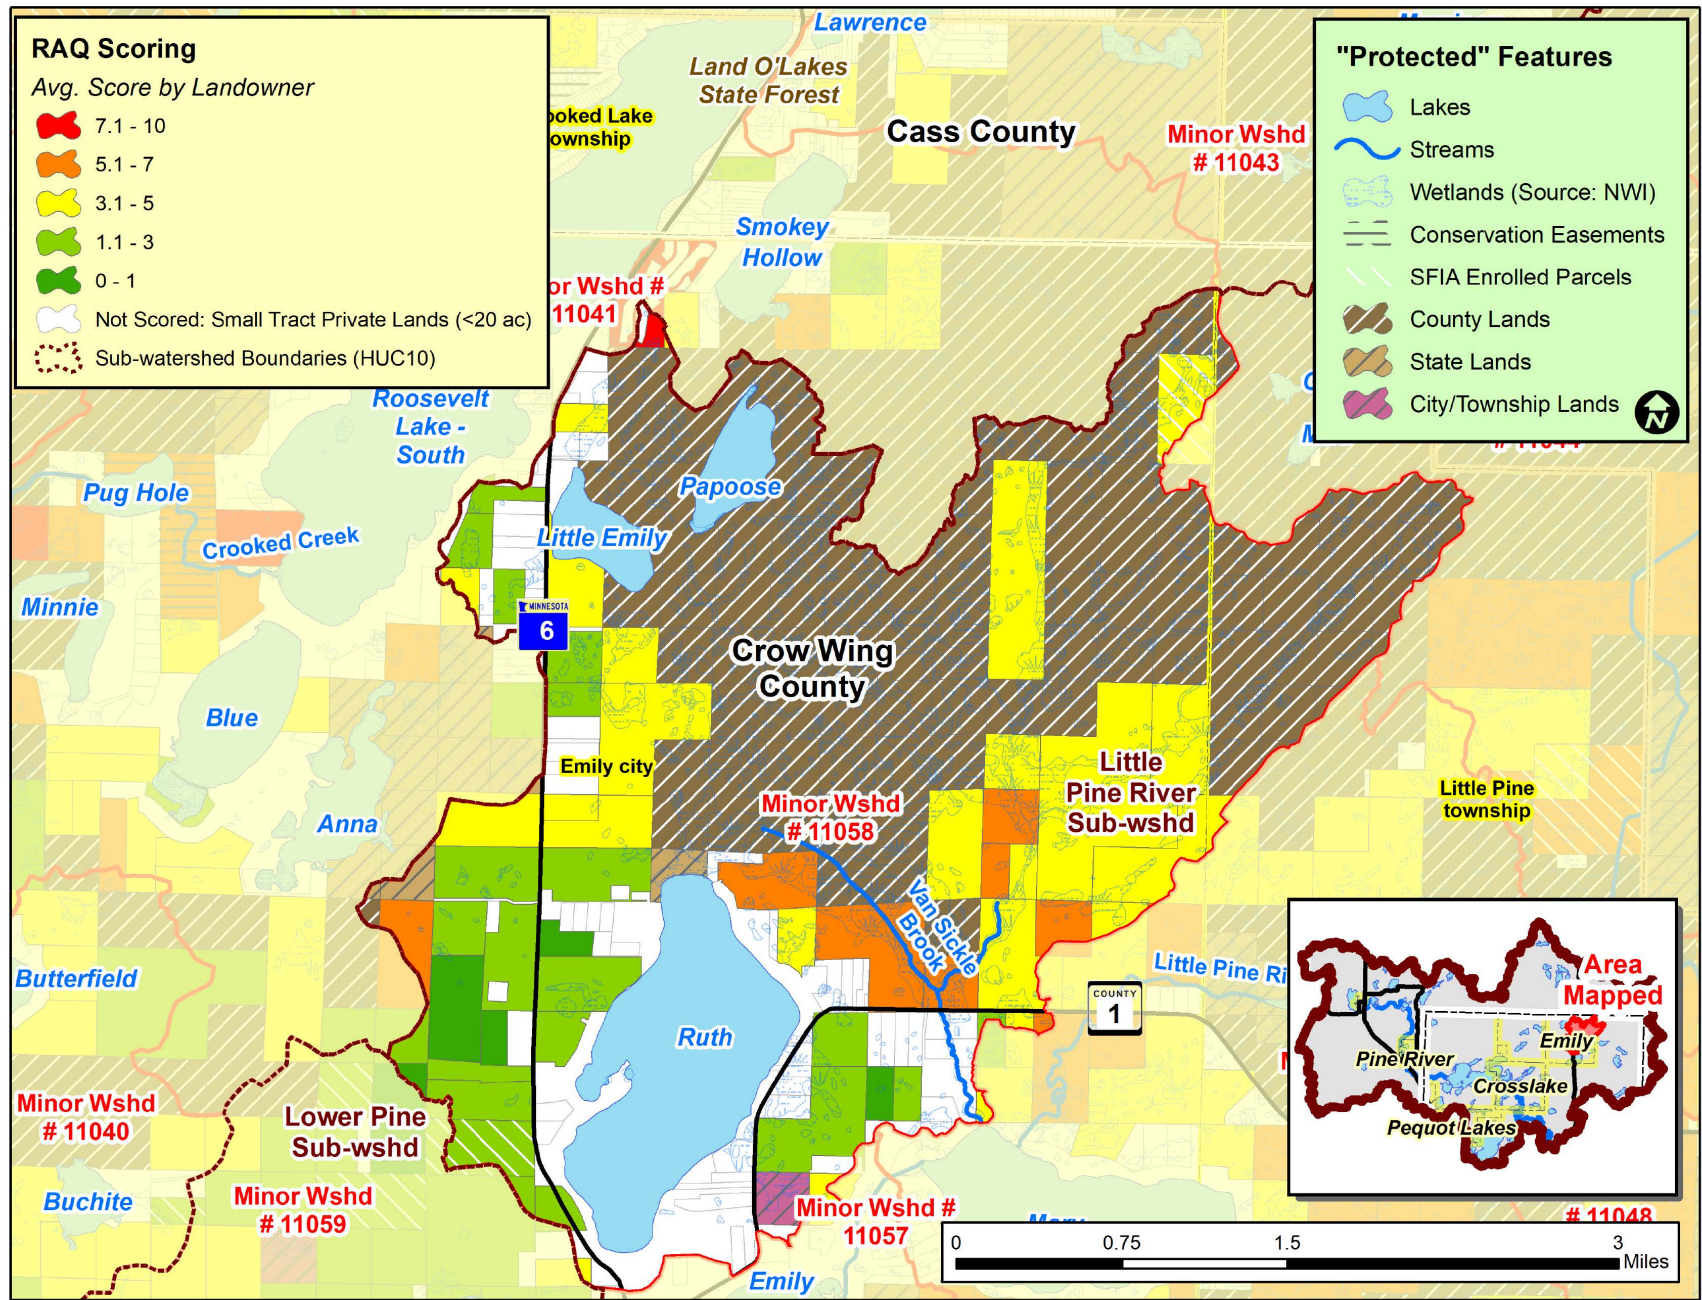 RAQ Scoring
Avg. Score by Landowner
7.1 - 10
5.1 - 7
3.1 - 5
1.1 - 3
0 - 1
Not Scored: Small Tract Private Lands (<20 ac)
Sub-watershed Boundaries (HUC10)
"Protected" Features
Lakes
Streams
Wetlands (Source: NWI)
Conservation Easements
SFIA Enrolled Parcels
County Lands
State Lands
City/Township Lands
N
Lawrence
Land O'Lakes
State Forest
ooked Lake
ownship
Cass County
Minor Wshd
# 11043
Smokey
Hollow
or Wshd #
11041
Roosevelt
Lake -
South
Pug Hole
Crooked Creek
Papoose
Little Emily
Minnie
MINNESOTA
6
Crow Wing
County
Blue
Emily city
Little
Pine River
Sub-wshd
Little Pine
township
Minor Wshd
# 11058
Anna
Van Sickle
Brook
Butterfield
Little Pine Ri
COUNTY
1
Ruth
Area
Mapped
Emily
Pine River
Crosslake
Pequot Lakes
Minor Wshd
# 11040
Lower Pine
Sub-wshd
Buchite
Minor Wshd
# 11059
Minor Wshd #
11057
# 11048
Emily
0
0.75
1.5
3
Miles